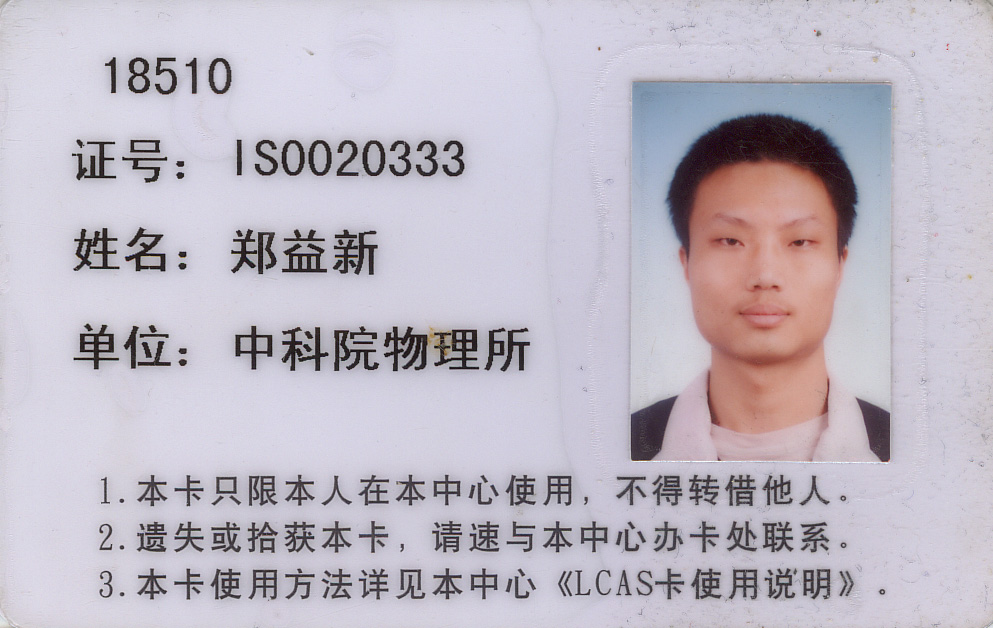 18510
证号：IS0020333
姓名：郑益新
单位：中科院物理所
1.本卡只限本人在本中心使用，不得转借他人。
2.遗失或拾获本卡，请速与本中心办卡处联系。
3.本卡使用方法详见本中心《LCAS卡使用说明》。